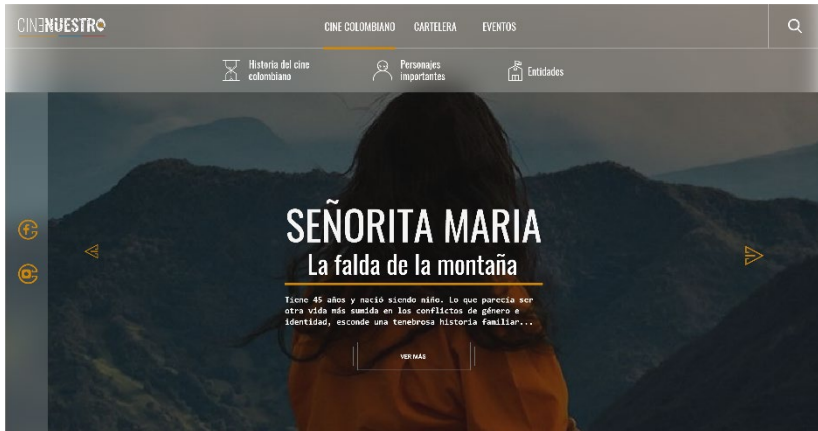 CINENUESTRO
CINE COLOMBIANO CARTELERA EVENTOS
Historia del cine
colombiano
Personajes
importantes
Entidades
SEÑORITA MARIA
La falda de la montaña
Tiene 45 años y nació siendo niño. Lo que parecía ser
otra vida más sumida en los conflictos de género e
identidad, esconde una tenebrosa historia familiar...
VER MÁS